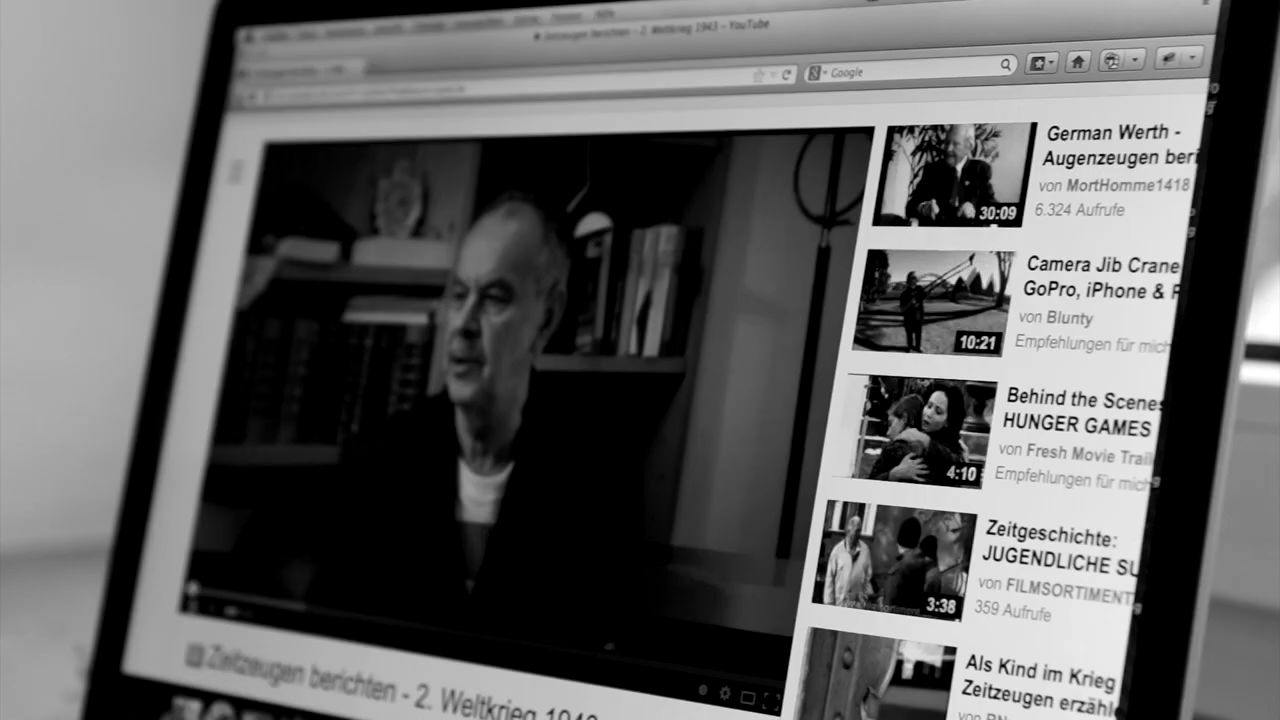 Zeitzeugen berichten - 2. Weltkrieg 1943 - YouTube
Google
German Werth -
Augenzeugen beri
von MortHomme1418
6.324 Aufrufe
30:09
Camera Jib Crane
GoPro, iPhone & F
von Blunty
Empfehlungen für mich
10:21
Behind the Scenes
HUNGER GAMES
von Fresh Movie Trail
Empfehlungen für mich
4:10
Zeitgeschichte:
JUGENDLICHE SU
von FILMSORTIMENT
359 Aufrufe
3:38
Als Kind im Krieg
Zeitzeugen erzähl
von
Zeitzeugen berichten - 2. Weltkrieg 1943